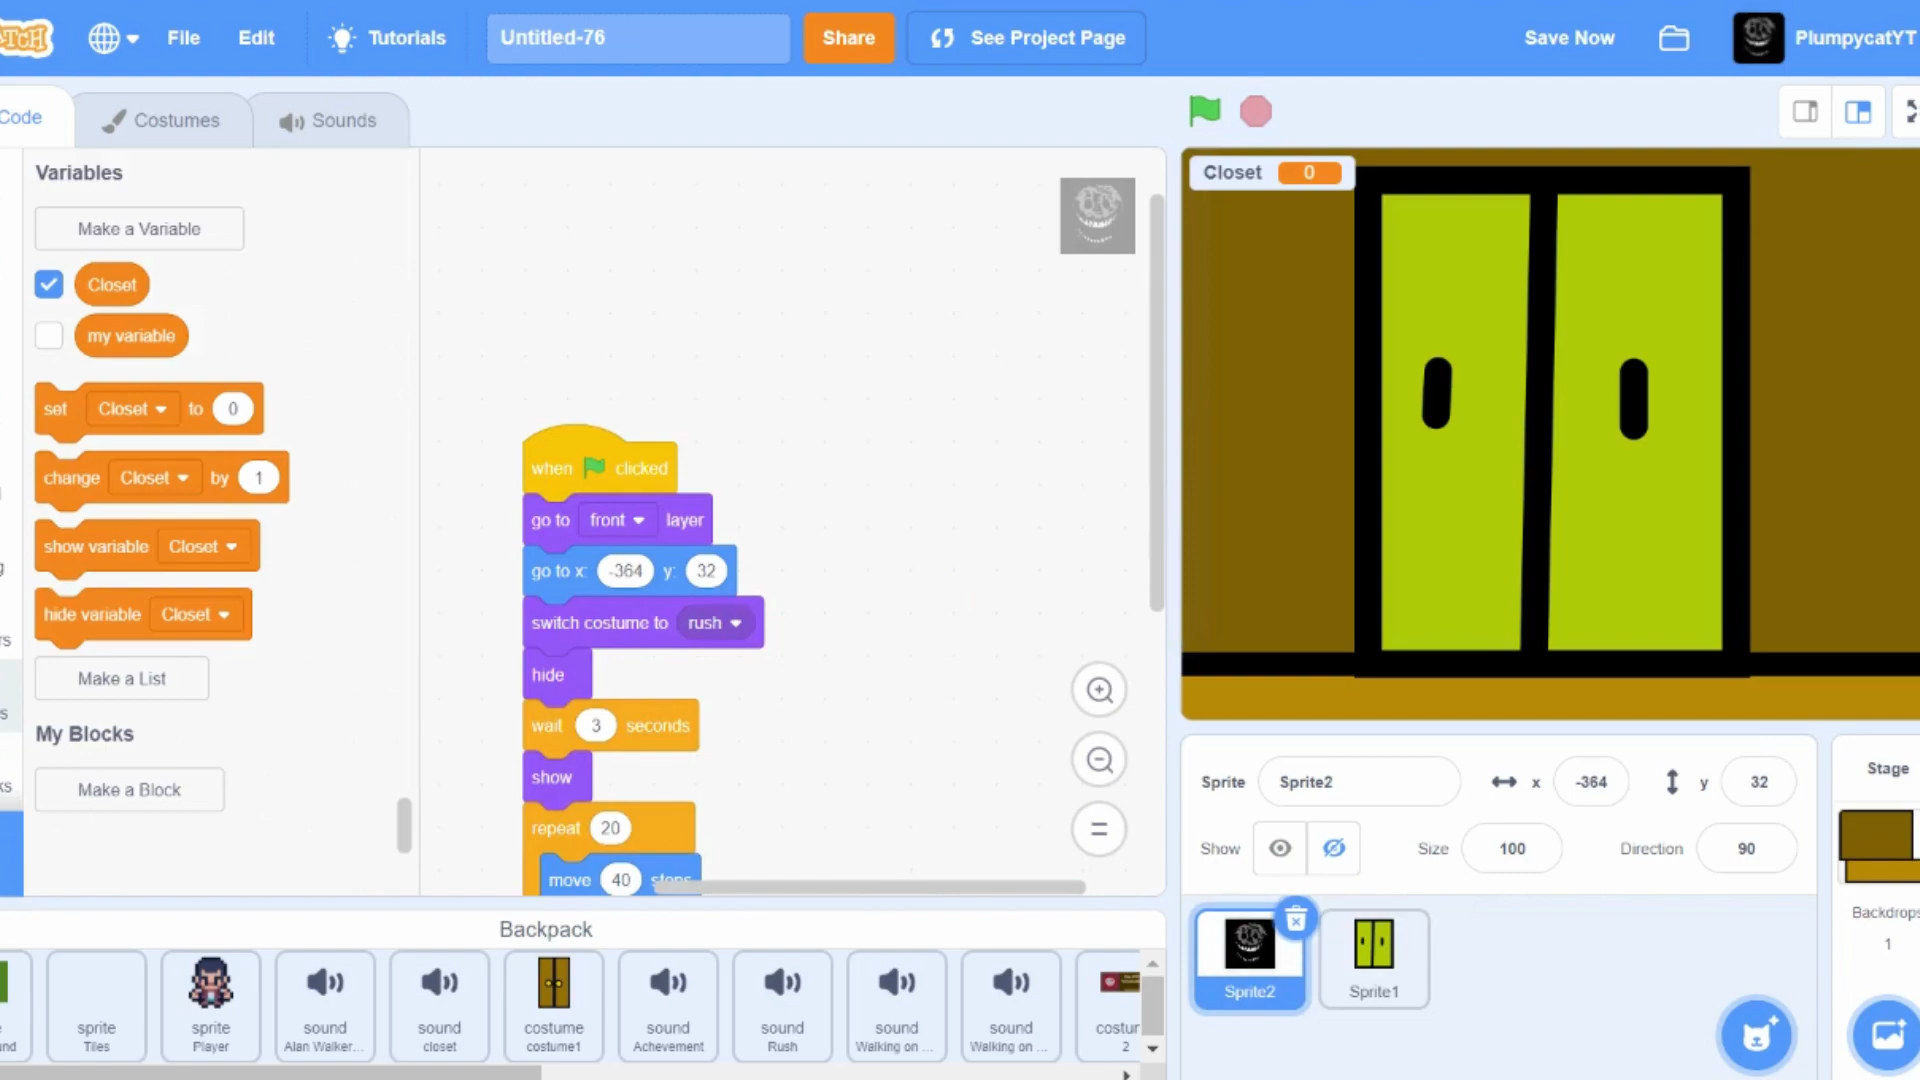 File
Edit
Tutorials
Untitled-76
Share
See Project Page
Save Now
PlumpycatYT
Code
Costumes
Sounds
Variables
Make a Variable
Closet
my variable
set Closet to 0
change Closet by 1
show variable Closet
hide variable Closet
Make a List
My Blocks
Make a Block
when clicked
go to front layer
go to x: -364 y: 32
switch costume to rush
hide
wait 3 seconds
show
repeat 20
move 40 steps
Closet 0
Sprite Sprite2 x -364 y 32
Show Size 100 Direction 90
Sprite2
Sprite1
Stage
Backdrops
1
Backpack
sprite
Tiles
sprite
Player
sound
Alan Walker...
sound
closet
costume
costume1
sound
Achevement
sound
Rush
sound
Walking on ...
sound
Walking on ...
costur
2